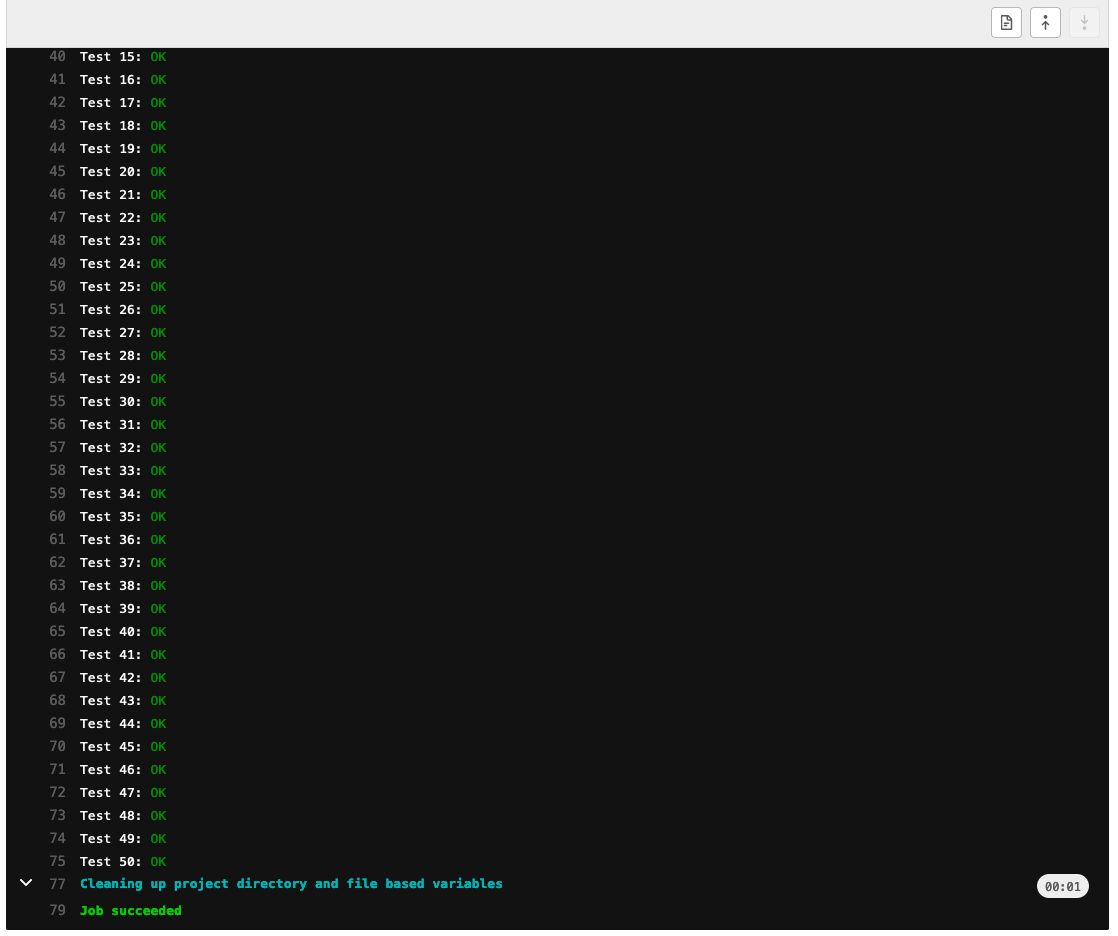 40 Test 15: OK
41 Test 16: OK
42 Test 17: OK
43 Test 18: OK
44 Test 19: OK
45 Test 20: OK
46 Test 21: OK
47 Test 22: OK
48 Test 23: OK
49 Test 24: OK
50 Test 25: OK
51 Test 26: OK
52 Test 27: OK
53 Test 28: OK
54 Test 29: OK
55 Test 30: OK
56 Test 31: OK
57 Test 32: OK
58 Test 33: OK
59 Test 34: OK
60 Test 35: OK
61 Test 36: OK
62 Test 37: OK
63 Test 38: OK
64 Test 39: OK
65 Test 40: OK
66 Test 41: OK
67 Test 42: OK
68 Test 43: OK
69 Test 44: OK
70 Test 45: OK
71 Test 46: OK
72 Test 47: OK
73 Test 48: OK
74 Test 49: OK
75 Test 50: OK
77 Cleaning up project directory and file based variables 00:01
79 Job succeeded